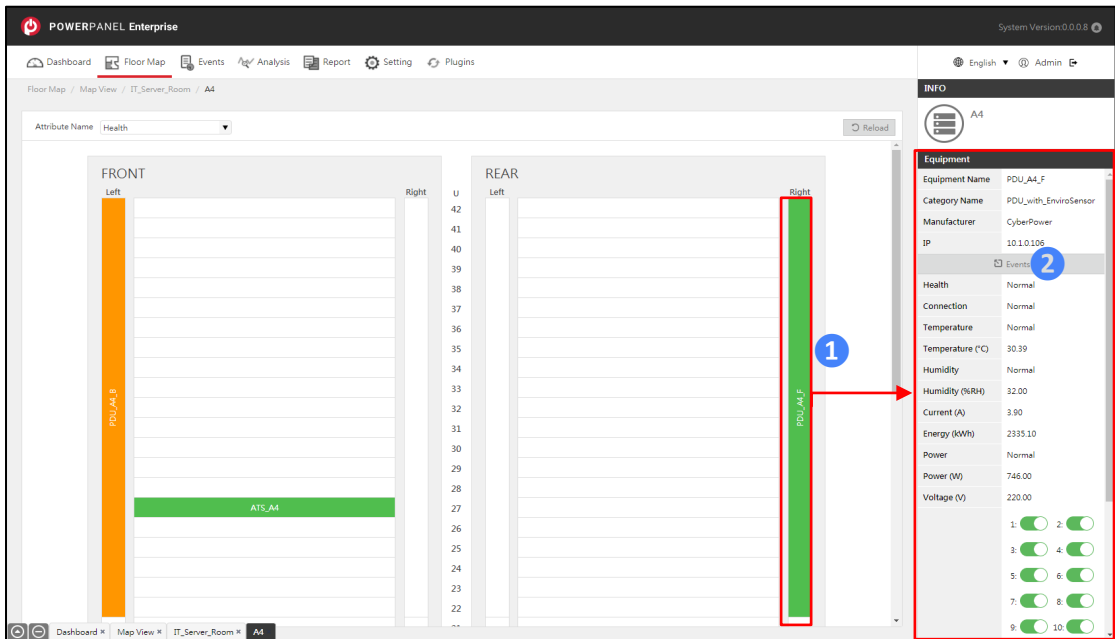 POWERPANEL Enterprise
System Version:0.0.0.8
Dashboard Floor Map Events Analysis Report Setting Plugins
English ▼ Admin
Floor Map / Map View / IT_Server_Room / A4
INFO
A4
Attribute Name Health ▼ Reload
FRONT
Left Right
U
REAR
Left Right
42
41
40
39
38
37
36
35
34
33
32
31
30
29
28
27
26
25
24
23
22
PDU_A4_B
ATS_A4
PDU_A4_F
1
Equipment
Equipment Name PDU_A4_F
Category Name PDU_with_EnviroSensor
Manufacturer CyberPower
IP 10.1.0.106
Events
2
Health Normal
Connection Normal
Temperature Normal
Temperature (°C) 30.39
Humidity Normal
Humidity (%RH) 32.00
Current (A) 3.90
Energy (kWh) 2335.10
Power Normal
Power (W) 746.00
Voltage (V) 220.00
1: 2:
3: 4:
5: 6:
7: 8:
9: 10:
Dashboard × Map View × IT_Server_Room × A4